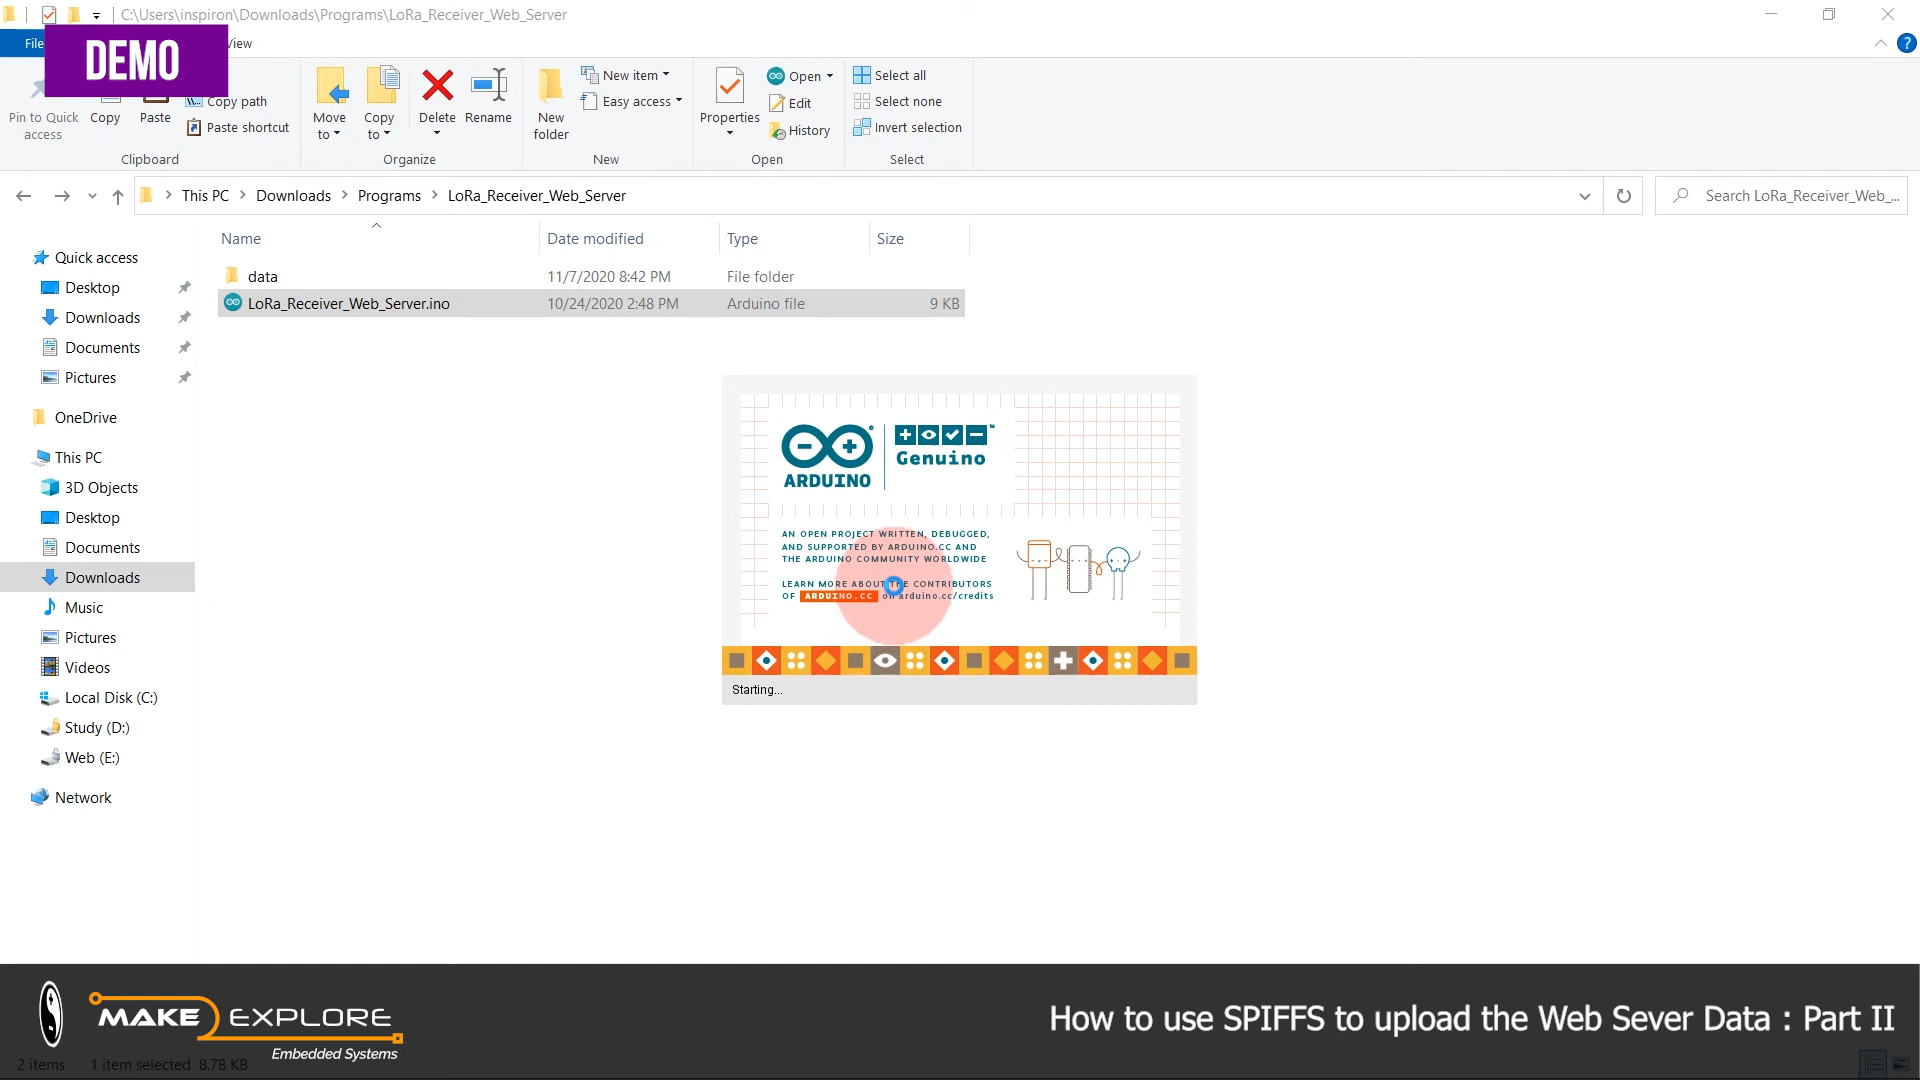 C:\Users\inspiron\Downloads\Programs\LoRa_Receiver_Web_Server
DEMO
File
View
Pin to Quick access
Copy
Paste
Copy path
Paste shortcut
Move to
Copy to
Delete
Rename
New folder
New item
Easy access
Properties
Open
Edit
History
Select all
Select none
Invert selection
Clipboard
Organize
New
Open
Select
This PC > Downloads > Programs > LoRa_Receiver_Web_Server
Search LoRa_Receiver_Web_...
Name Date modified Type Size
data 11/7/2020 8:42 PM File folder
LoRa_Receiver_Web_Server.ino 10/24/2020 2:48 PM Arduino file 9 KB
Quick access
Desktop
Downloads
Documents
Pictures
OneDrive
This PC
3D Objects
Desktop
Documents
Downloads
Music
Pictures
Videos
Local Disk (C:)
Study (D:)
Web (E:)
Network
ARDUINO
Genuino
AN OPEN PROJECT WRITTEN, DEBUGGED,
AND SUPPORTED BY ARDUINO.CC AND
THE ARDUINO COMMUNITY WORLDWIDE
LEARN MORE ABOUT THE CONTRIBUTORS
OF ARDUINO.CC on arduino.cc/credits
Starting...
MAKE EXPLORE
Embedded Systems
How to use SPIFFS to upload the Web Sever Data : Part II
2 items 1 item selected 8.78 KB